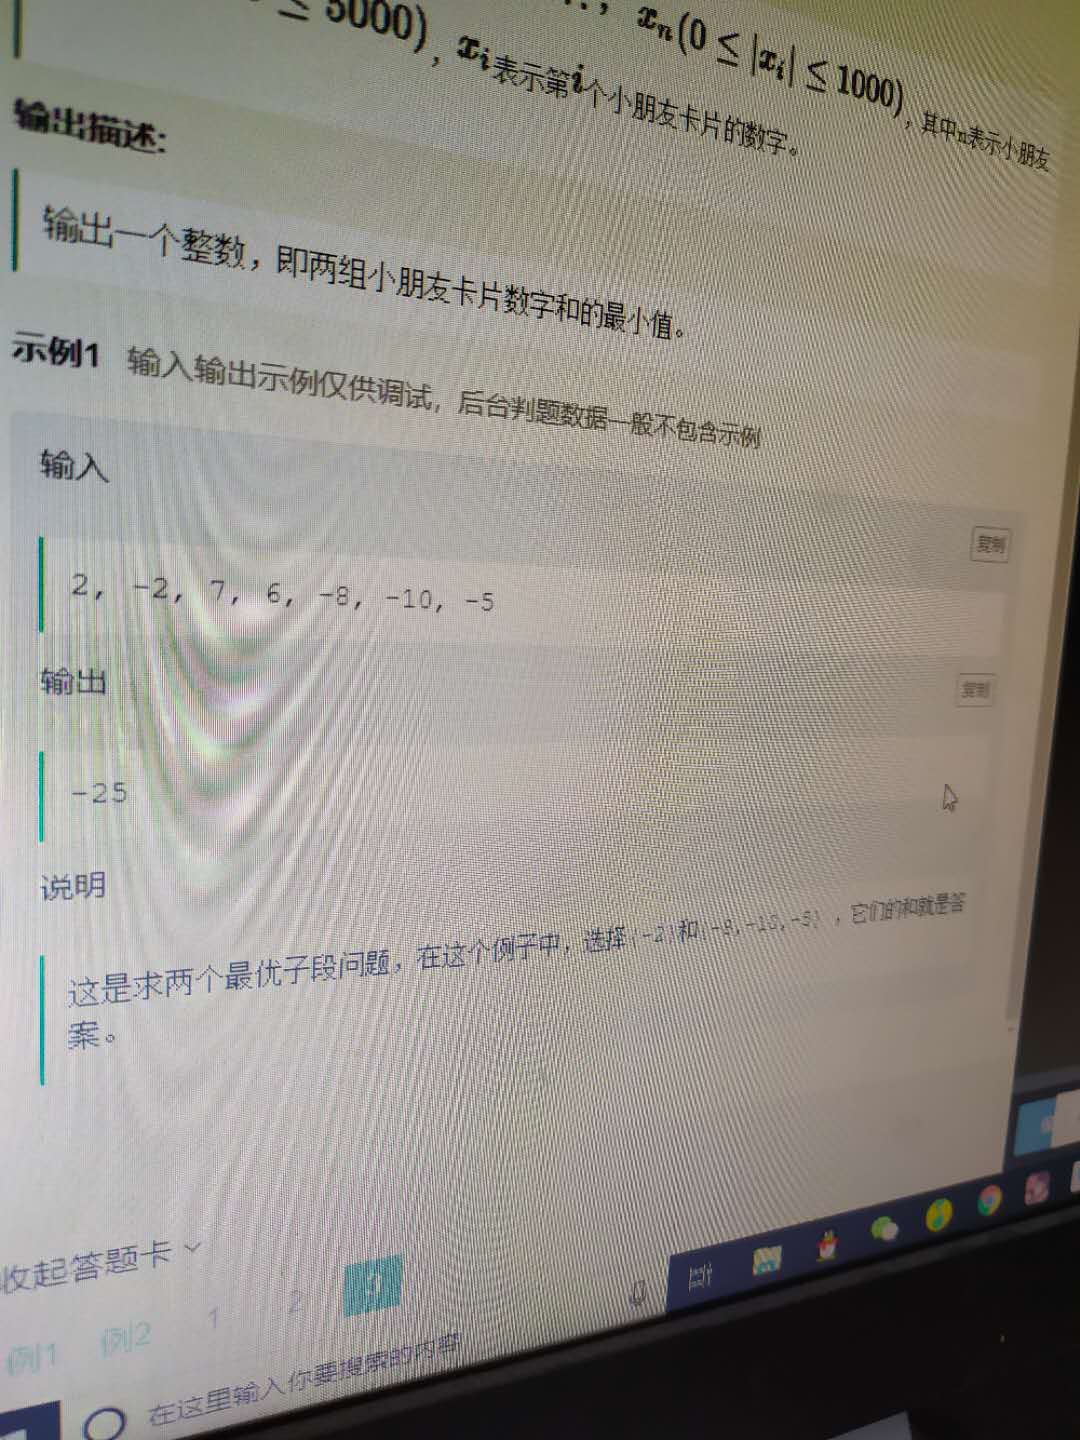 ≤ 5000)，xᵢ表示第i个小朋友卡片的数字。
xₙ(0 ≤ |xᵢ| ≤ 1000)，其中n表示小朋友
输出描述:
输出一个整数，即两组小朋友卡片数字和的最小值。
示例1 输入输出示例仅供调试，后台判题数据一般不包含示例
输入
复制
2, -2, 7, 6, -8, -10, -5
输出
复制
-25
说明
这是求两个最优子段问题，在这个例子中，选择(-2)和(-8,-10,-5)，它们的和就是答
案。
收起答题卡
例1 例2 1 2 3
在这里输入你要搜索的内容